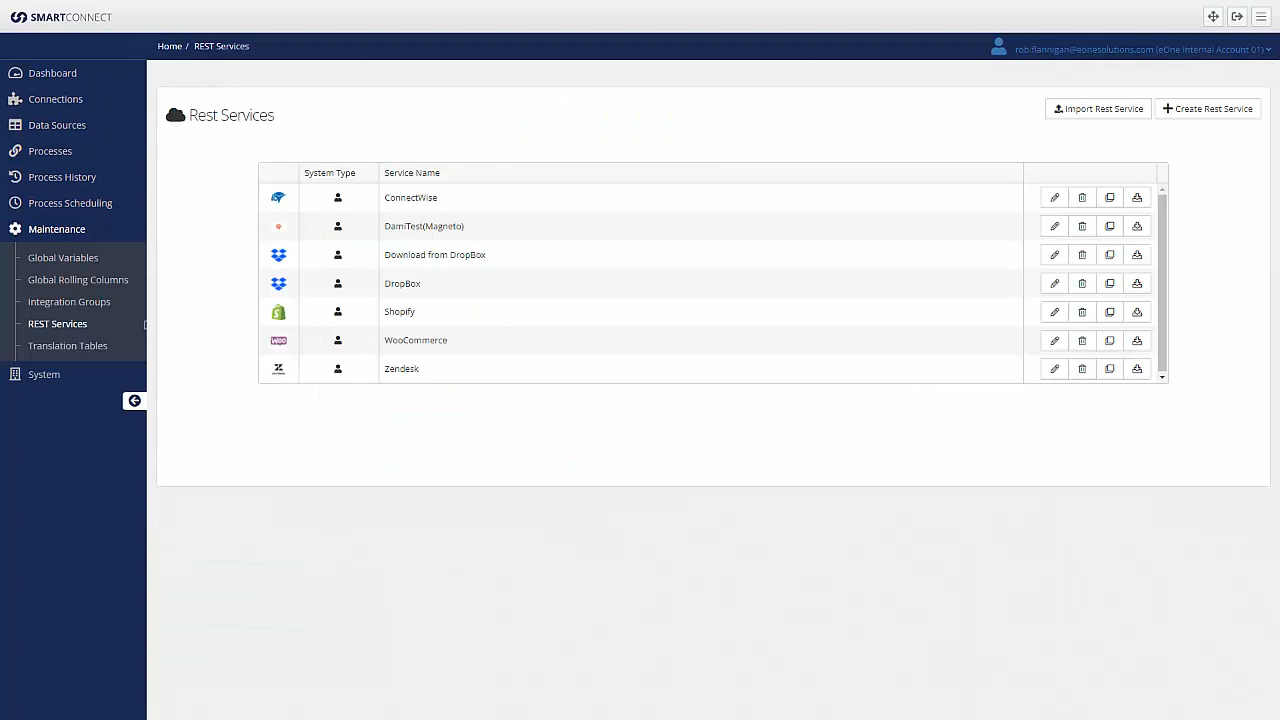 SMARTCONNECT
Home / REST Services
rob.flannigan@eonesolutions.com (eOne Internal Account 01)
Dashboard
Connections
Data Sources
Processes
Process History
Process Scheduling
Maintenance
Global Variables
Global Rolling Columns
Integration Groups
REST Services
Translation Tables
System
Rest Services
Import Rest Service
Create Rest Service
System Type Service Name
ConnectWise
DamiTest(Magneto)
Download from DropBox
DropBox
Shopify
WOO WooCommerce
Zendesk